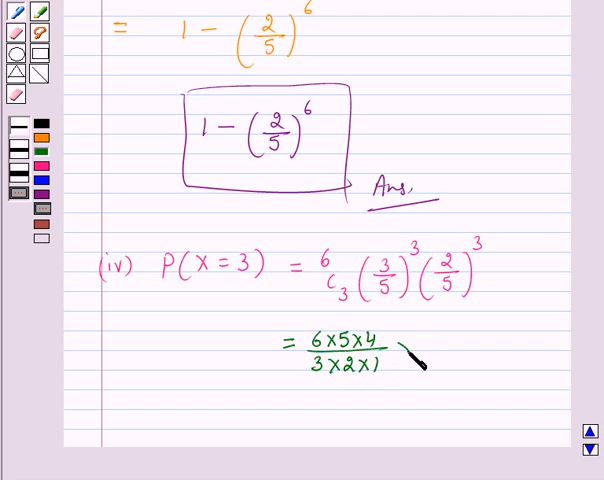 = 1 - (2/5)^6
1 - (2/5)^6
Ans.
(iv) P(X = 3) = ^6C_3 (3/5)^3 (2/5)^3
= 6×5×4 / 3×2×1